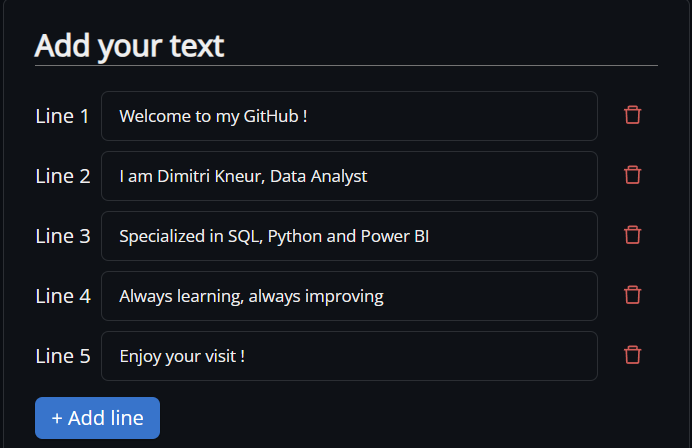 Add your text
Line 1 Welcome to my GitHub !
Line 2 I am Dimitri Kneur, Data Analyst
Line 3 Specialized in SQL, Python and Power BI
Line 4 Always learning, always improving
Line 5 Enjoy your visit !
+ Add line